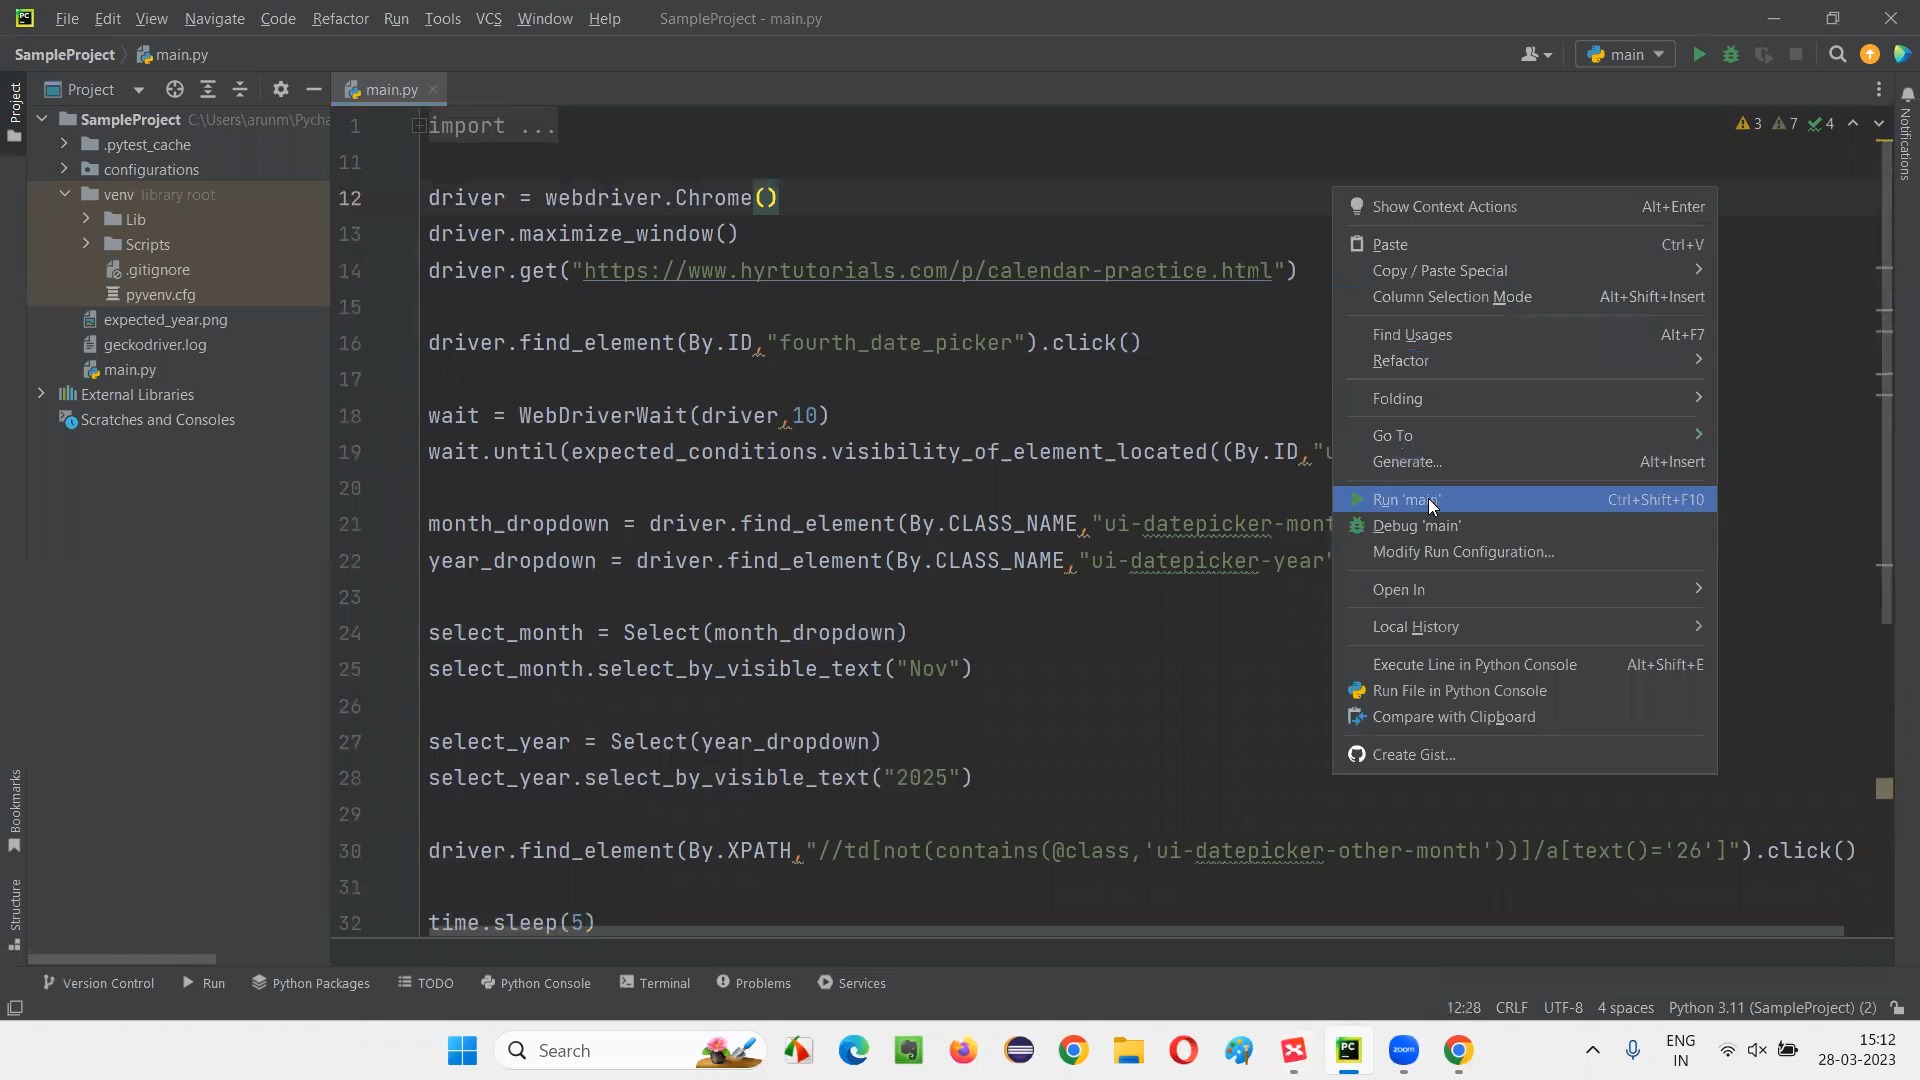 PC File Edit View Navigate Code Refactor Run Tools VCS Window Help SampleProject - main.py
SampleProject main.py main
Project
Project
main.py
SampleProject C:\Users\arunm\Pycha
.pytest_cache
configurations
venv library root
Lib
Scripts
.gitignore
pyvenv.cfg
expected_year.png
geckodriver.log
main.py
External Libraries
Scratches and Consoles
1 import ...
3 7 4
11
12 driver = webdriver.Chrome()
13 driver.maximize_window()
14 driver.get("https://www.hyrtutorials.com/p/calendar-practice.html")
15
16 driver.find_element(By.ID,"fourth_date_picker").click()
17
18 wait = WebDriverWait(driver,10)
19 wait.until(expected_conditions.visibility_of_element_located((By.ID,"u
20
21 month_dropdown = driver.find_element(By.CLASS_NAME,"ui-datepicker-mont
22 year_dropdown = driver.find_element(By.CLASS_NAME,"ui-datepicker-year"
23
24 select_month = Select(month_dropdown)
25 select_month.select_by_visible_text("Nov")
26
27 select_year = Select(year_dropdown)
28 select_year.select_by_visible_text("2025")
29
30 driver.find_element(By.XPATH,"//td[not(contains(@class,'ui-datepicker-other-month'))]/a[text()='26']").click()
31
32 time.sleep(5)
Show Context Actions Alt+Enter
Paste Ctrl+V
Copy / Paste Special
Column Selection Mode Alt+Shift+Insert
Find Usages Alt+F7
Refactor
Folding
Go To
Generate... Alt+Insert
Run 'main' Ctrl+Shift+F10
Debug 'main'
Modify Run Configuration...
Open In
Local History
Execute Line in Python Console Alt+Shift+E
Run File in Python Console
Compare with Clipboard
Create Gist...
Notifications
Bookmarks
Structure
Version Control Run Python Packages TODO Python Console Terminal Problems Services
12:28 CRLF UTF-8 4 spaces Python 3.11 (SampleProject) (2)
Search
PC
zoom
ENG
IN
15:12
28-03-2023